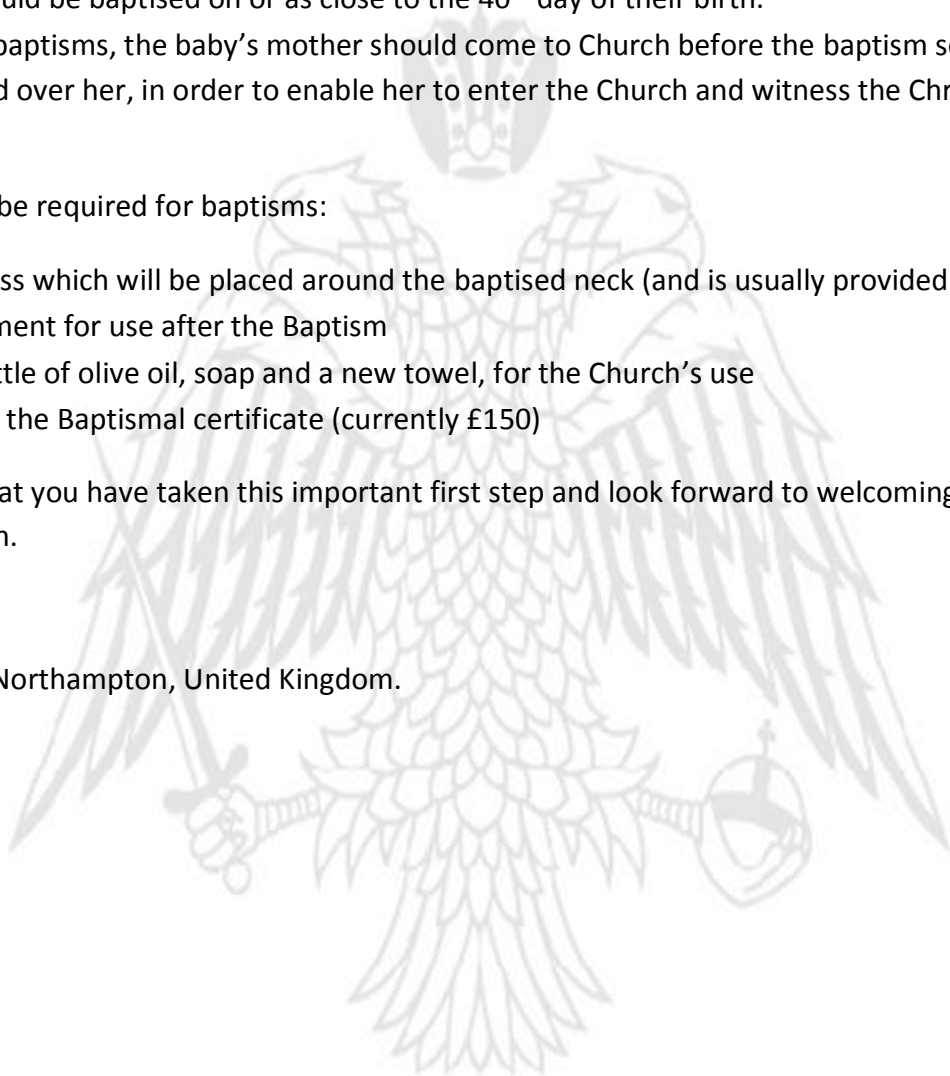 uld be baptised on or as close to the 40 day of their birth.
baptisms, the baby's mother should come to Church before the baptism s
d over her, in order to enable her to enter the Church and witness the Chr
be required for baptisms:
ss which will be placed around the baptised neck (and is usually provided
ment for use after the Baptism
ttle of olive oil, soap and a new towel, for the Church's use
the Baptismal certificate (currently £150)
at you have taken this important first step and look forward to welcoming
n.
Northampton, United Kingdom.